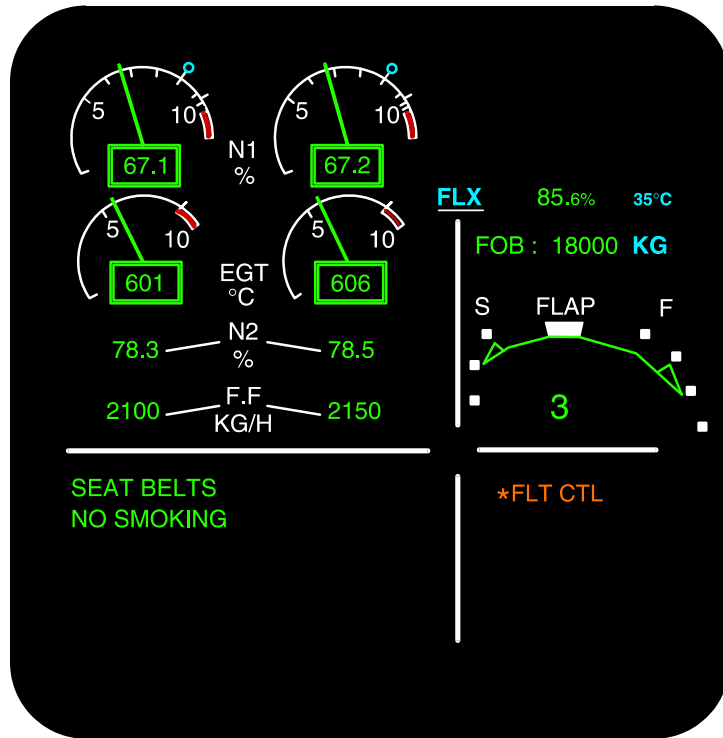 5 10 5 10
67.1 N1 % 67.2
FLX 85.6% 35°C
5 10 5 10
FOB : 18000 KG
601 EGT °C 606
S FLAP F
78.3 N2 % 78.5
3
2100 F.F KG/H 2150
SEAT BELTS
NO SMOKING
*FLT CTL